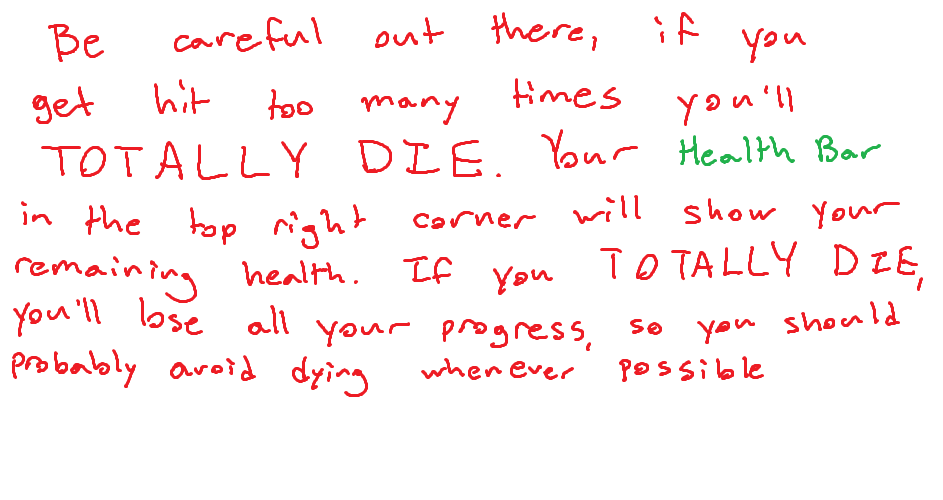 Be careful out there, if you
get hit too many times you'll
TOTALLY DIE. Your Health Bar
in the top right corner will show your
remaining health. If you TOTALLY DIE,
you'll lose all your progress, so you should
probably avoid dying whenever possible